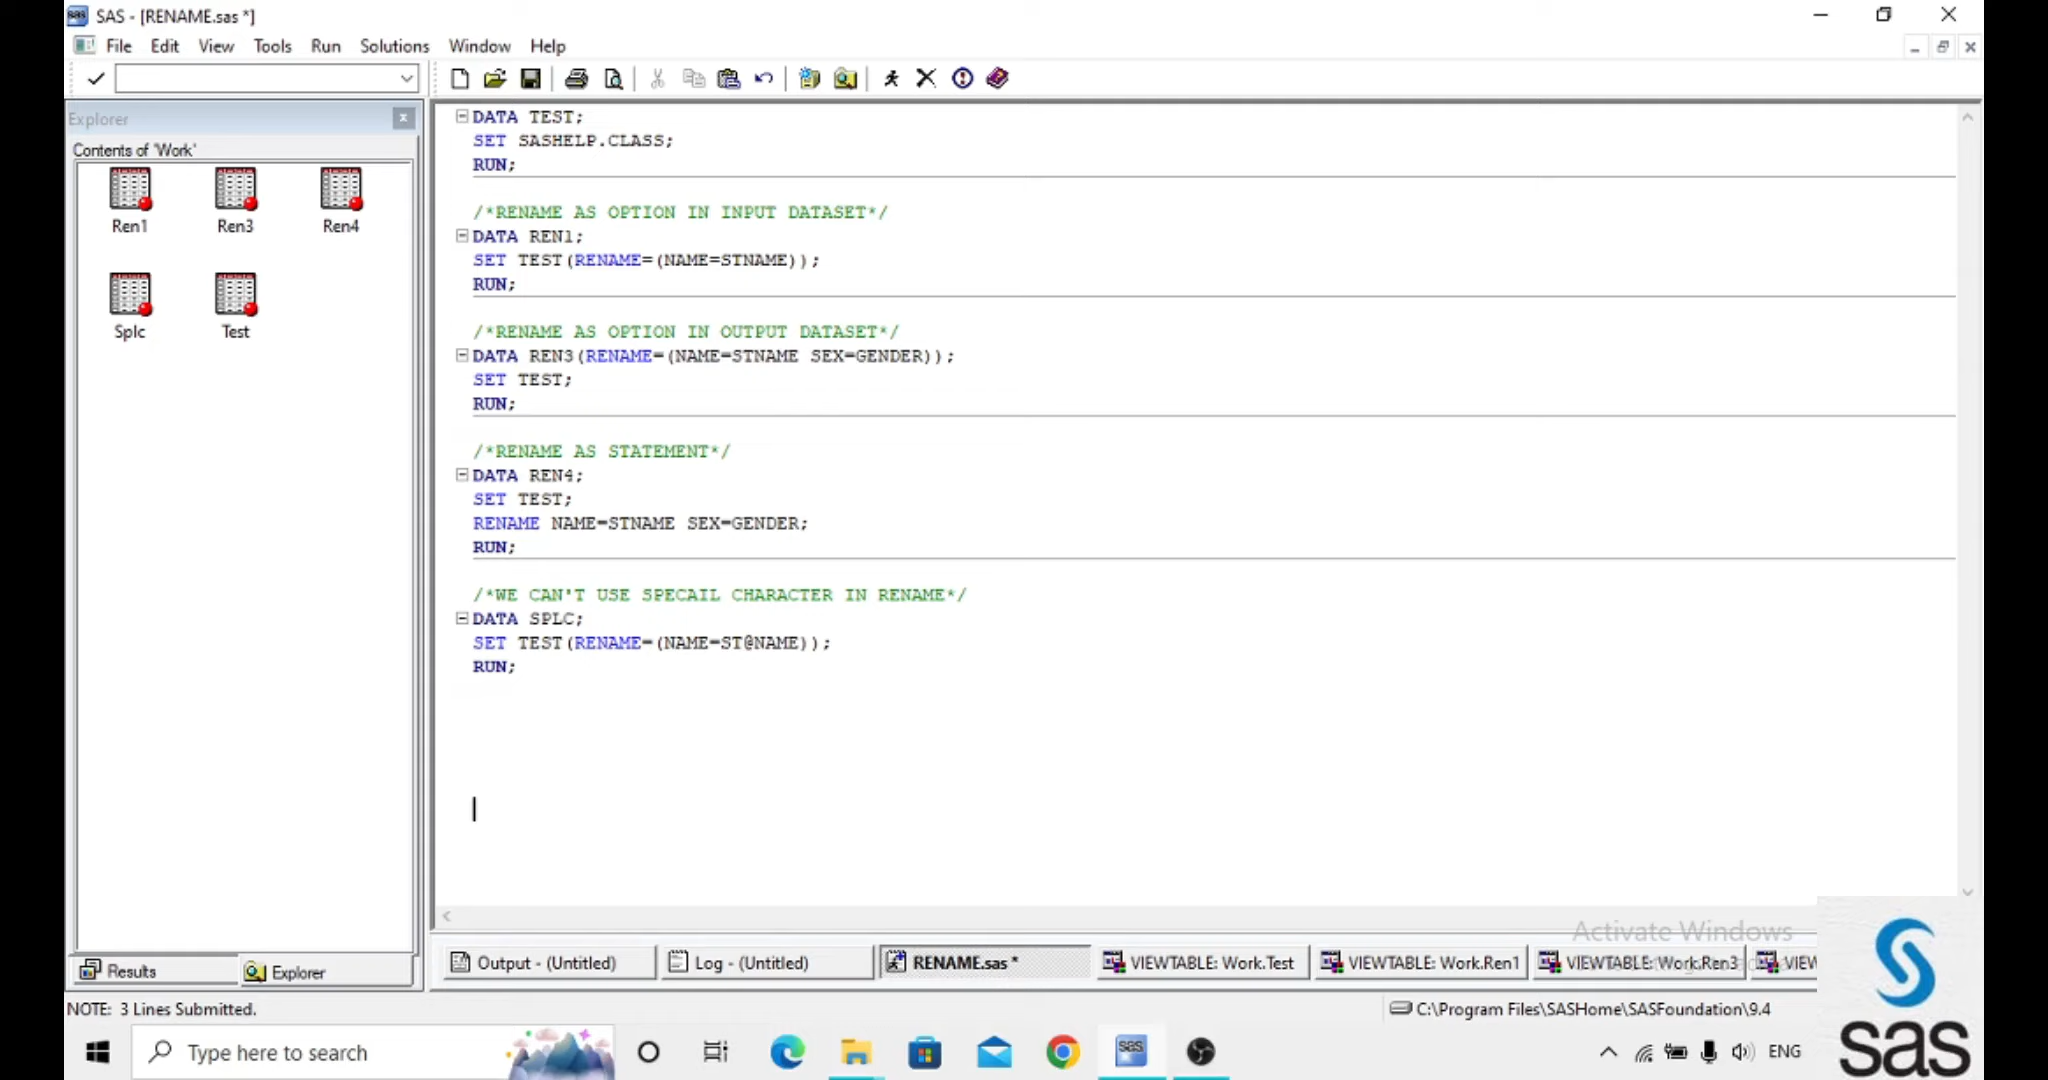 SAS - [RENAME.sas *]
File Edit View Tools Run Solutions Window Help
Explorer
Contents of 'Work'
Ren1 Ren3 Ren4
Splc Test
DATA TEST;
SET SASHELP.CLASS;
RUN;
/*RENAME AS OPTION IN INPUT DATASET*/
DATA REN1;
SET TEST(RENAME=(NAME=STNAME));
RUN;
/*RENAME AS OPTION IN OUTPUT DATASET*/
DATA REN3(RENAME=(NAME=STNAME SEX=GENDER));
SET TEST;
RUN;
/*RENAME AS STATEMENT*/
DATA REN4;
SET TEST;
RENAME NAME=STNAME SEX=GENDER;
RUN;
/*WE CAN'T USE SPECAIL CHARACTER IN RENAME*/
DATA SPLC;
SET TEST(RENAME=(NAME=ST@NAME));
RUN;
Activate Windows
Results Explorer
Output - (Untitled) Log - (Untitled) RENAME.sas * VIEWTABLE: Work.Test VIEWTABLE: Work.Ren1 VIEWTABLE: Work.Ren3 VIEW
NOTE: 3 Lines Submitted.
C:\Program Files\SASHome\SASFoundation\9.4
Type here to search
sas
ENG
sas